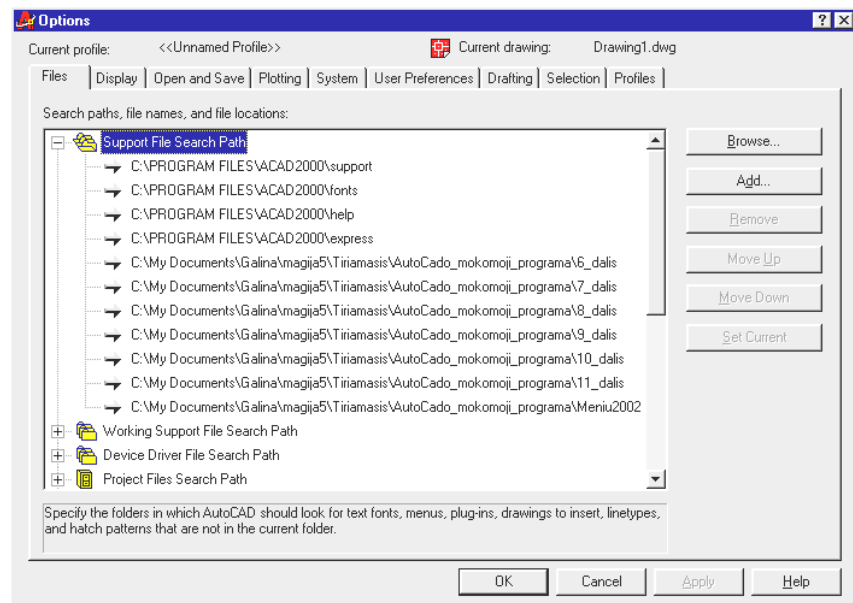 Options
Current profile: <<Unnamed Profile>> Current drawing: Drawing1.dwg
Files Display Open and Save Plotting System User Preferences Drafting Selection Profiles
Search paths, file names, and file locations:
Support File Search Path
C:\PROGRAM FILES\ACAD2000\support
C:\PROGRAM FILES\ACAD2000\fonts
C:\PROGRAM FILES\ACAD2000\help
C:\PROGRAM FILES\ACAD2000\express
C:\My Documents\Galina\magija5\Tiriamasis\AutoCado_mokomoji_programa\6_dalis
C:\My Documents\Galina\magija5\Tiriamasis\AutoCado_mokomoji_programa\7_dalis
C:\My Documents\Galina\magija5\Tiriamasis\AutoCado_mokomoji_programa\8_dalis
C:\My Documents\Galina\magija5\Tiriamasis\AutoCado_mokomoji_programa\9_dalis
C:\My Documents\Galina\magija5\Tiriamasis\AutoCado_mokomoji_programa\10_dalis
C:\My Documents\Galina\magija5\Tiriamasis\AutoCado_mokomoji_programa\11_dalis
C:\My Documents\Galina\magija5\Tiriamasis\AutoCado_mokomoji_programa\Meniu2002
Working Support File Search Path
Device Driver File Search Path
Project Files Search Path
Browse...
Add...
Remove
Move Up
Move Down
Set Current
Specify the folders in which AutoCAD should look for text fonts, menus, plug-ins, drawings to insert, linetypes,
and hatch patterns that are not in the current folder.
OK Cancel Apply Help